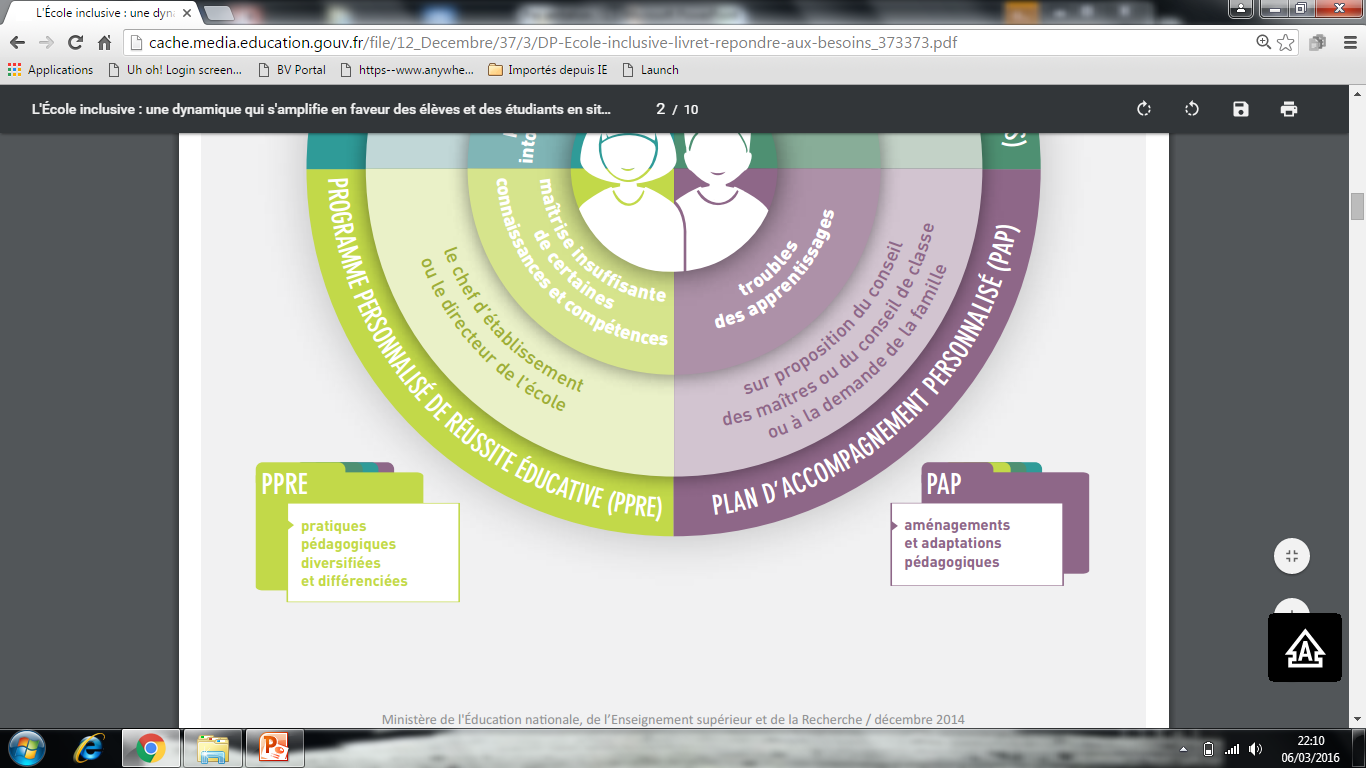 L'École inclusive : une dyna
cache.media.education.gouv.fr/file/12_Decembre/37/3/DP-Ecole-inclusive-livret-repondre-aux-besoins_373373.pdf
Applications
Uh oh! Login screen...
BV Portal
https--www.anywhe...
Importés depuis IE
Launch
L'École inclusive : une dynamique qui s'amplifie en faveur des élèves et des étudiants en sit...
2 / 10
into
maîtrise insuffisante
de certaines
connaissances et compétences
le chef d'établissement
ou le directeur de l'école
PROGRAMME PERSONNALISÉ DE RÉUSSITE ÉDUCATIVE (PPRE)
troubles
des apprentissages
sur proposition du conseil
des maîtres ou du conseil de classe
ou à la demande de la famille
PLAN D'ACCOMPAGNEMENT PERSONNALISÉ (PAP)
PPRE
pratiques
pédagogiques
diversifiées
et différenciées
PAP
aménagements
et adaptations
pédagogiques
A
Ministère de l'Éducation nationale, de l'Enseignement supérieur et de la Recherche / décembre 2014
22:10
06/03/2016